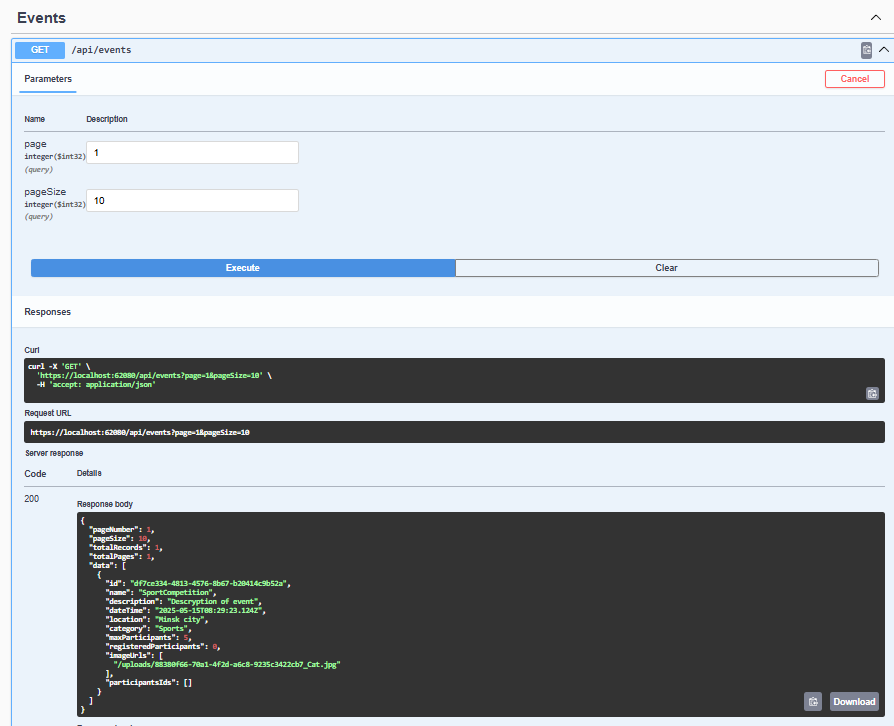 Events
GET /api/events
Parameters
Cancel
Name Description
page
integer($int32)
(query)
1
pageSize
integer($int32)
(query)
10
Execute Clear
Responses
Curl
curl -X 'GET' \
'https://localhost:62080/api/events?page=1&pageSize=10' \
-H 'accept: application/json'
Request URL
https://localhost:62080/api/events?page=1&pageSize=10
Server response
Code Details
200
Response body
{
"pageNumber": 1,
"pageSize": 10,
"totalRecords": 1,
"totalPages": 1,
"data": [
{
"id": "df7ce334-4813-4576-8b67-b20414c9b52a",
"name": "SportCompetition",
"description": "Descryption of event",
"dateTime": "2025-05-15T08:29:23.124Z",
"location": "Minsk city",
"category": "Sports",
"maxParticipants": 5,
"registeredParticipants": 0,
"imageUrls": [
"/uploads/88380f66-70a1-4f2d-a6c8-9235c3422cb7_Cat.jpg"
],
"participantsIds": []
}
]
}
Download